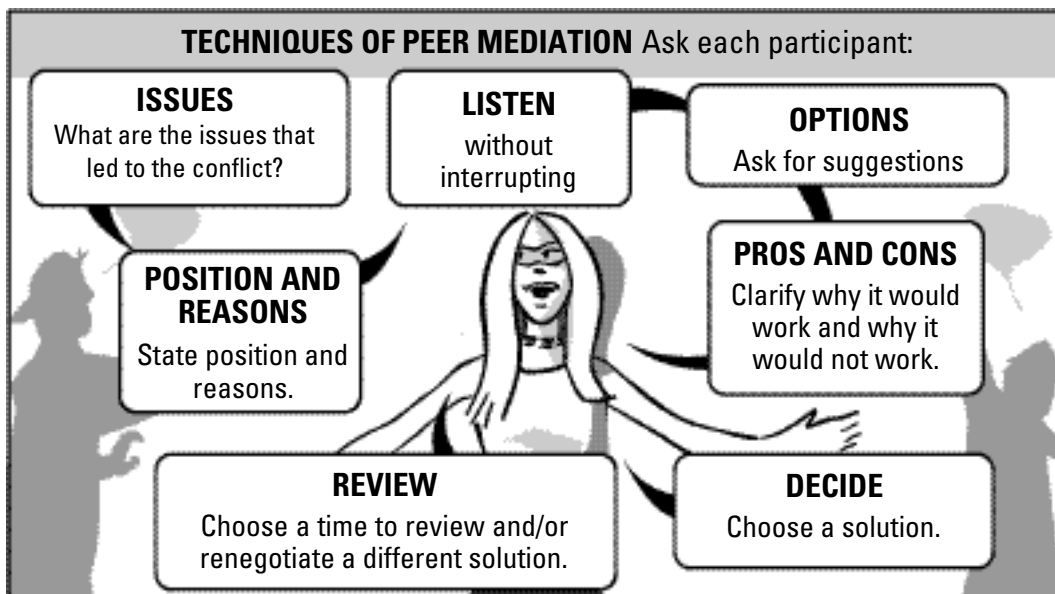 TECHNIQUES OF PEER MEDIATION Ask each participant:
ISSUES
What are the issues that
led to the conflict?
POSITION AND
REASONS
State position and
reasons.
LISTEN
without
interrupting
OPTIONS
Ask for suggestions
PROS AND CONS
Clarify why it would
work and why it
would not work.
DECIDE
Choose a solution.
REVIEW
Choose a time to review and/or
renegotiate a different solution.